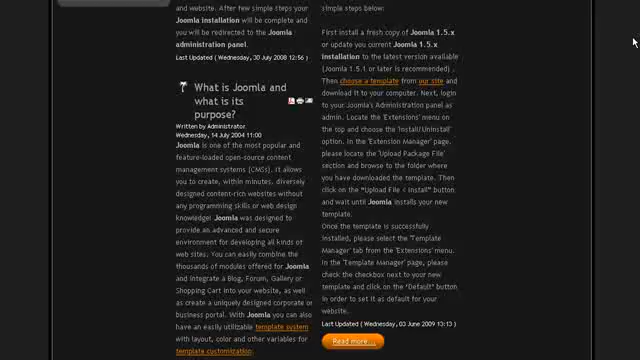 and website. After few simple steps your
Joomla installation will be complete and
you will be redirected to the Joomla
administration panel.
Last Updated ( Wednesday, 30 July 2008 12:56 )
What is Joomla and
what is its
purpose?
Written by Administrator
Wednesday, 14 July 2004 11:00
Joomla is one of the most popular and
feature-loaded open-source content
management systems (CMSs). It allows
you to create, within minutes, diversely
designed content-rich websites without
any programming skills or web design
knowledge! Joomla was designed to
provide an advanced and secure
environment for developing all kinds of
web sites. You can easily combine the
thousands of modules offered for Joomla
and integrate a Blog, Forum, Gallery or
Shopping Cart into your website, as well
as create a uniquely designed corporate or
business portal. With Joomla you can also
have an easily utilizable template system
with layout, color and other variables for
template customization.
simple steps below:
First install a fresh copy of Joomla 1.5.x
or update you current Joomla 1.5.x
installation to the latest version available
(Joomla 1.5.1 or later is recommended) .
Then choose a template from our site and
download it to your computer. Next, login
to your Joomla's Administration panel as
admin. Locate the 'Extensions' menu on
the top and choose the 'Install/Uninstall'
option. In the 'Extension Manager' page,
please locate the 'Upload Package File'
section and browse to the folder where
you have downloaded the template. Then
click on the "Upload File < Install" button
and wait until Joomla installs your new
template.
Once the template is successfully
installed, please select the 'Template
Manager' tab from the 'Extensions' menu.
In the 'Template Manager' page, please
check the checkbox next to your new
template and click on the "Default" button
in order to set it as default for your
website.
Last Updated ( Wednesday, 03 June 2009 13:13 )
Read more...